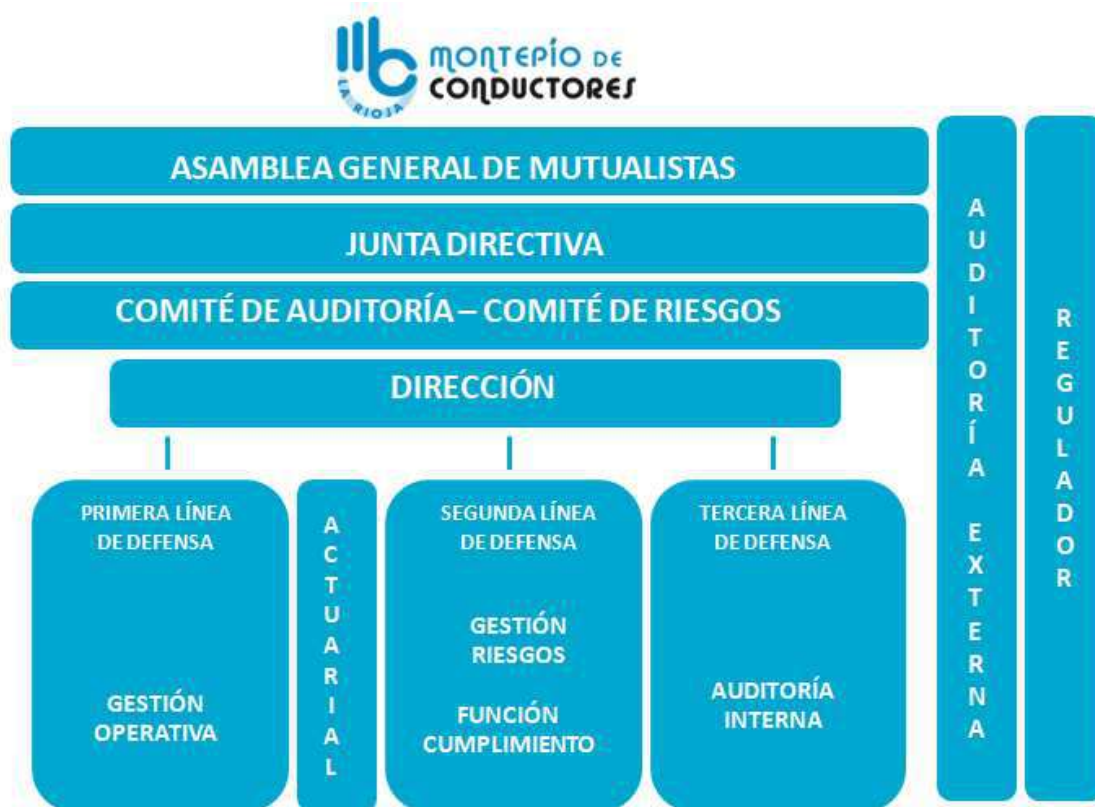 MONTEPÍO DE
CONDUCTORES
LA RIOJA
ASAMBLEA GENERAL DE MUTUALISTAS
JUNTA DIRECTIVA
COMITÉ DE AUDITORÍA – COMITÉ DE RIESGOS
DIRECCIÓN
PRIMERA LÍNEA
DE DEFENSA
GESTIÓN
OPERATIVA
ACTUARIAL
SEGUNDA LÍNEA
DE DEFENSA
GESTIÓN
RIESGOS
FUNCIÓN
CUMPLIMIENTO
TERCERA LÍNEA
DE DEFENSA
AUDITORÍA
INTERNA
AUDITORÍA EXTERNA
REGULADOR